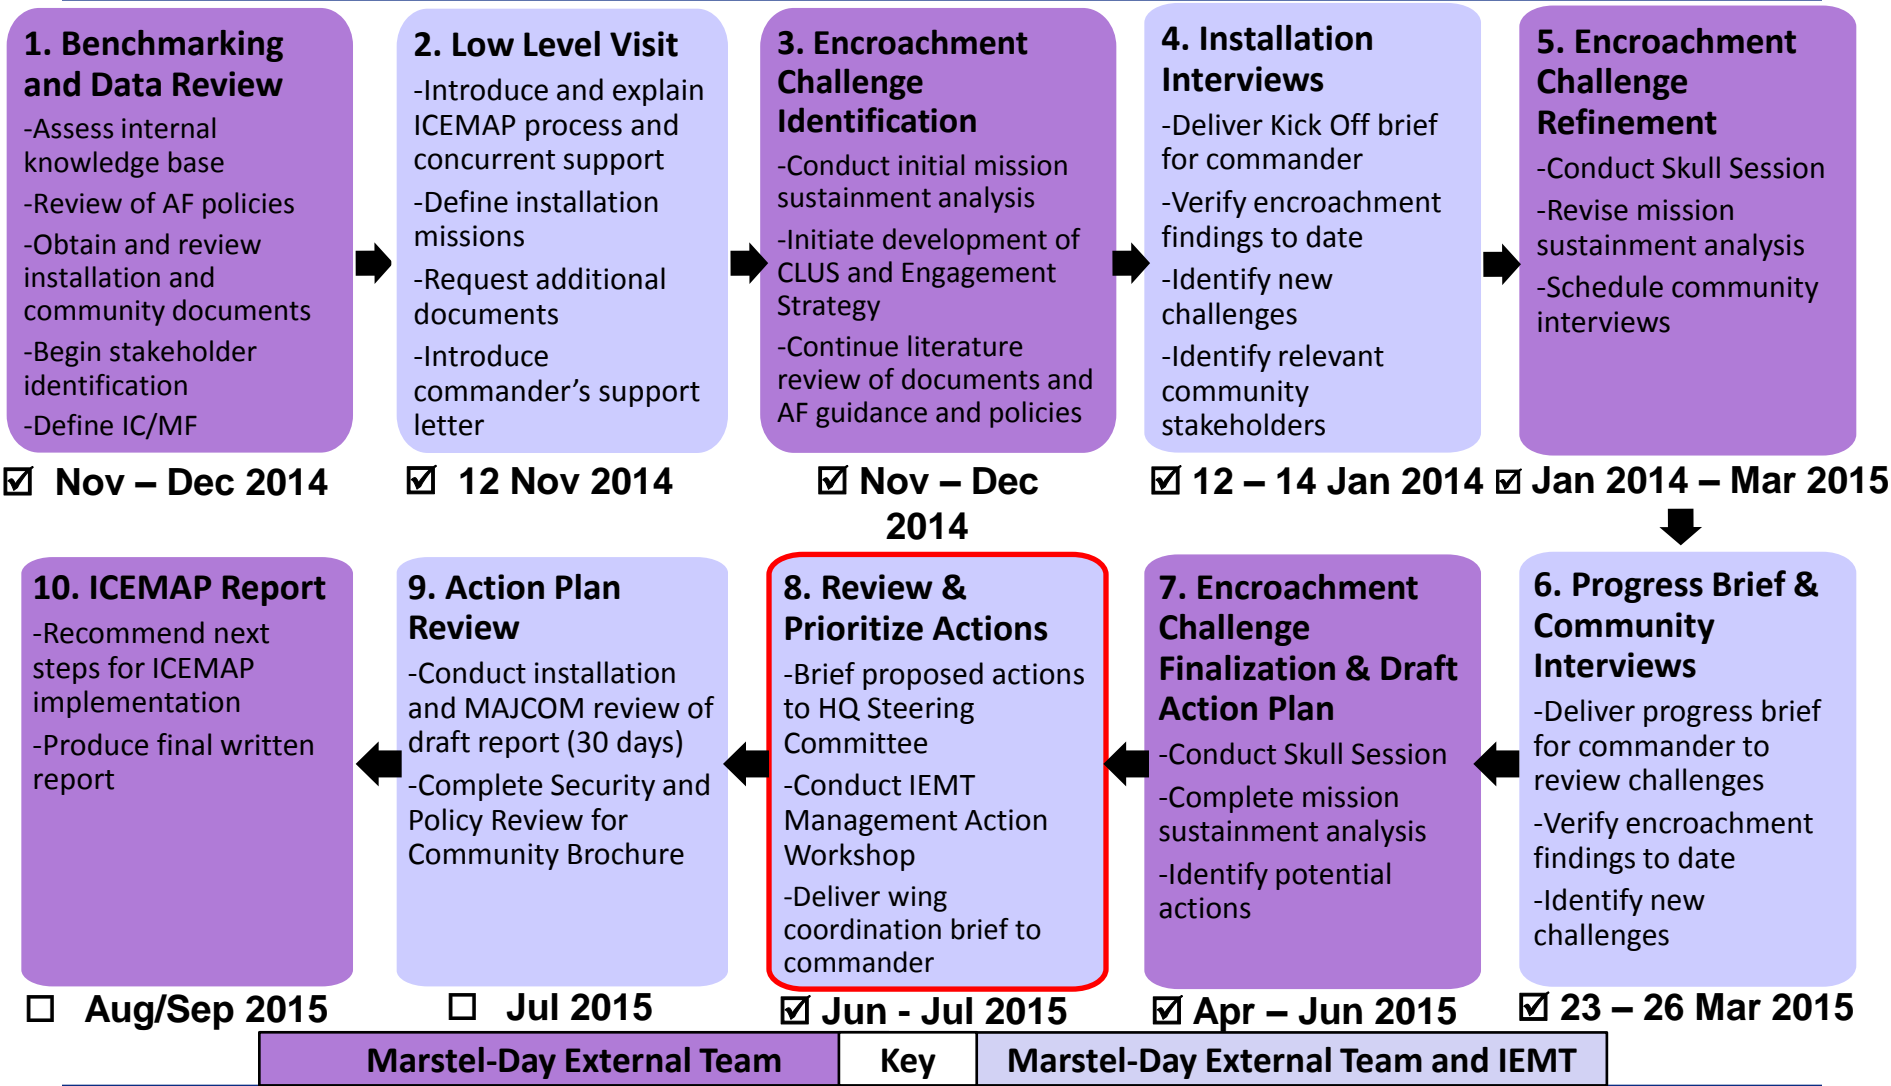 1. Benchmarking
and Data Review
-Assess internal
knowledge base
-Review of AF policies
-Obtain and review
installation and
community documents
-Begin stakeholder
identification
-Define IC/MF
☑ Nov – Dec 2014
2. Low Level Visit
-Introduce and explain
ICEMAP process and
concurrent support
-Define installation
missions
-Request additional
documents
-Introduce
commander’s support
letter
☑ 12 Nov 2014
3. Encroachment
Challenge
Identification
-Conduct initial mission
sustainment analysis
-Initiate development of
CLUS and Engagement
Strategy
-Continue literature
review of documents and
AF guidance and policies
☑ Nov – Dec
2014
4. Installation
Interviews
-Deliver Kick Off brief
for commander
-Verify encroachment
findings to date
-Identify new
challenges
-Identify relevant
community
stakeholders
☑ 12 – 14 Jan 2014
5. Encroachment
Challenge
Refinement
-Conduct Skull Session
-Revise mission
sustainment analysis
-Schedule community
interviews
☑ Jan 2014 – Mar 2015
6. Progress Brief &
Community
Interviews
-Deliver progress brief
for commander to
review challenges
-Verify encroachment
findings to date
-Identify new
challenges
☑ 23 – 26 Mar 2015
7. Encroachment
Challenge
Finalization & Draft
Action Plan
-Conduct Skull Session
-Complete mission
sustainment analysis
-Identify potential
actions
☑ Apr – Jun 2015
8. Review &
Prioritize Actions
-Brief proposed actions
to HQ Steering
Committee
-Conduct IEMT
Management Action
Workshop
-Deliver wing
coordination brief to
commander
☑ Jun - Jul 2015
9. Action Plan
Review
-Conduct installation
and MAJCOM review of
draft report (30 days)
-Complete Security and
Policy Review for
Community Brochure
☐ Jul 2015
10. ICEMAP Report
-Recommend next
steps for ICEMAP
implementation
-Produce final written
report
☐ Aug/Sep 2015
Marstel-Day External Team
Key
Marstel-Day External Team and IEMT